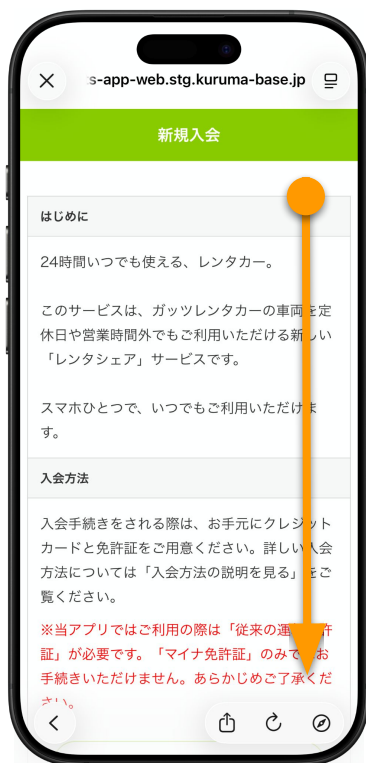 s-app-web.stg.kuruma-base.jp
新規入会
はじめに
24時間いつでも使える、レンタカー。
このサービスは、ガッツレンタカーの車両を定
休日や営業時間外でもご利用いただける新しい
「レンタシェア」サービスです。
スマホひとつで、いつでもご利用いただけま
す。
入会方法
入会手続きをされる際は、お手元にクレジット
カードと免許証をご用意ください。詳しい入会
方法については「入会方法の説明を見る」をご
覧ください。
※当アプリではご利用の際は「従来の運転免許
証」が必要です。「マイナ免許証」のみではお
手続きいただけません。あらかじめご了承くだ
さい。